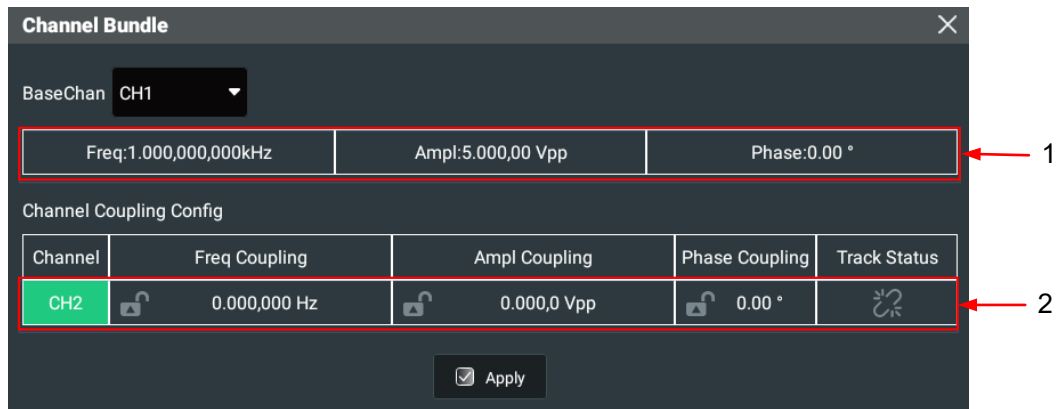 Channel Bundle
BaseChan CH1
Freq:1.000,000,000kHz Ampl:5.000,00 Vpp Phase:0.00 °
1
Channel Coupling Config
Channel Freq Coupling Ampl Coupling Phase Coupling Track Status
CH2 0.000,000 Hz 0.000,0 Vpp 0.00 °
2
Apply